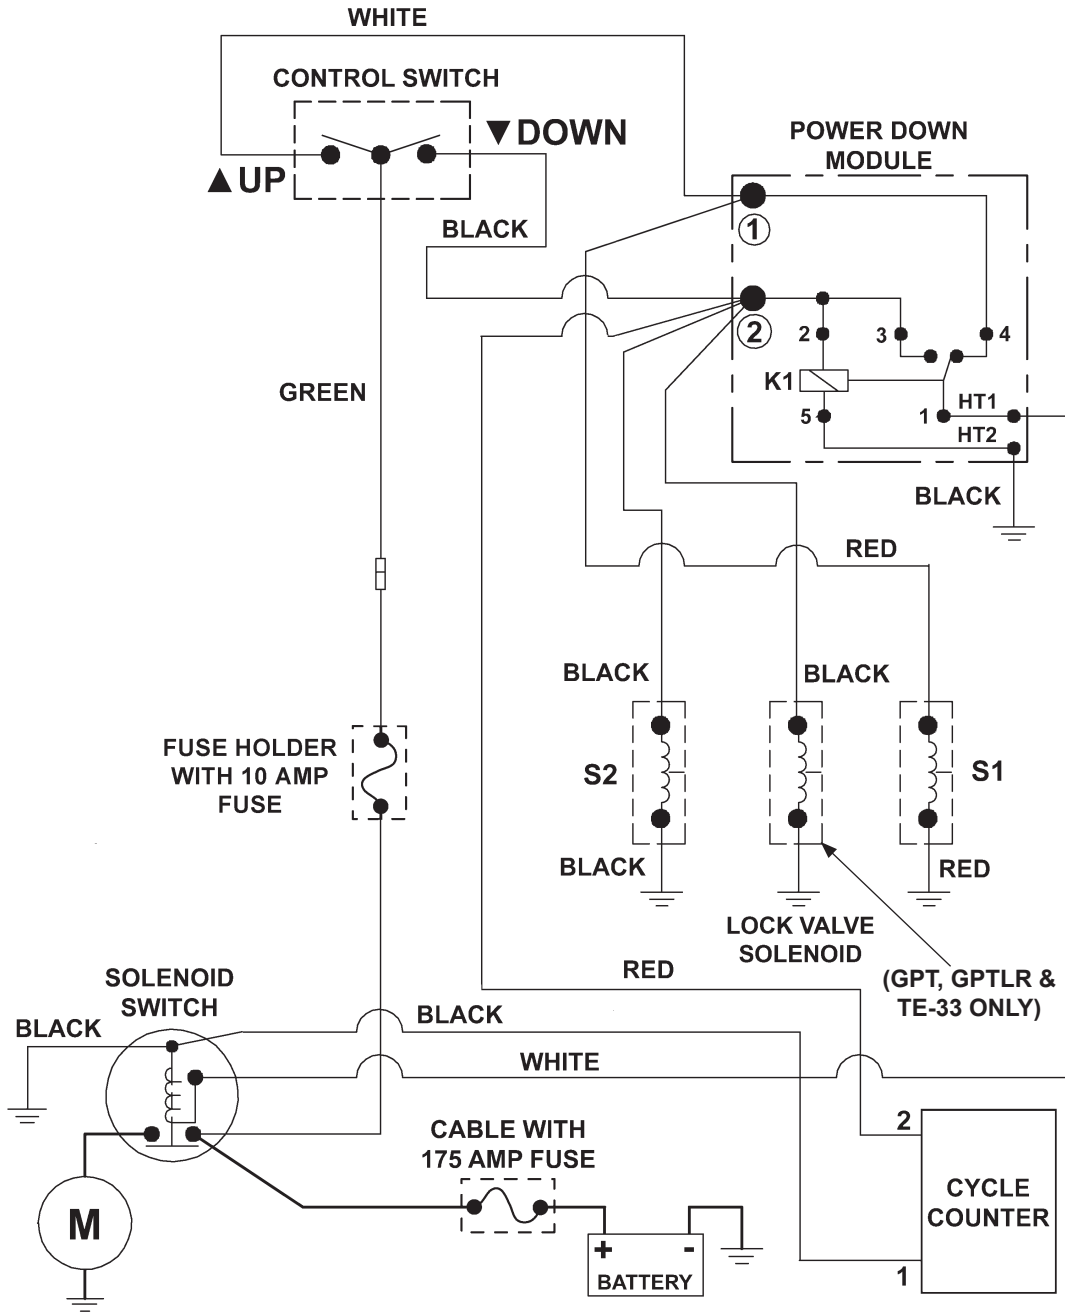 WHITE
CONTROL SWITCH
▼DOWN
▲UP
POWER DOWN
MODULE
1
BLACK
2
2
3
4
K1
GREEN
5
1
HT1
HT2
BLACK
RED
BLACK
BLACK
FUSE HOLDER
WITH 10 AMP
FUSE
S2
S1
BLACK
RED
LOCK VALVE
SOLENOID
(GPT, GPTLR &
TE-33 ONLY)
RED
SOLENOID
SWITCH
BLACK
BLACK
WHITE
CABLE WITH
175 AMP FUSE
M
+
-
BATTERY
2
CYCLE
COUNTER
1